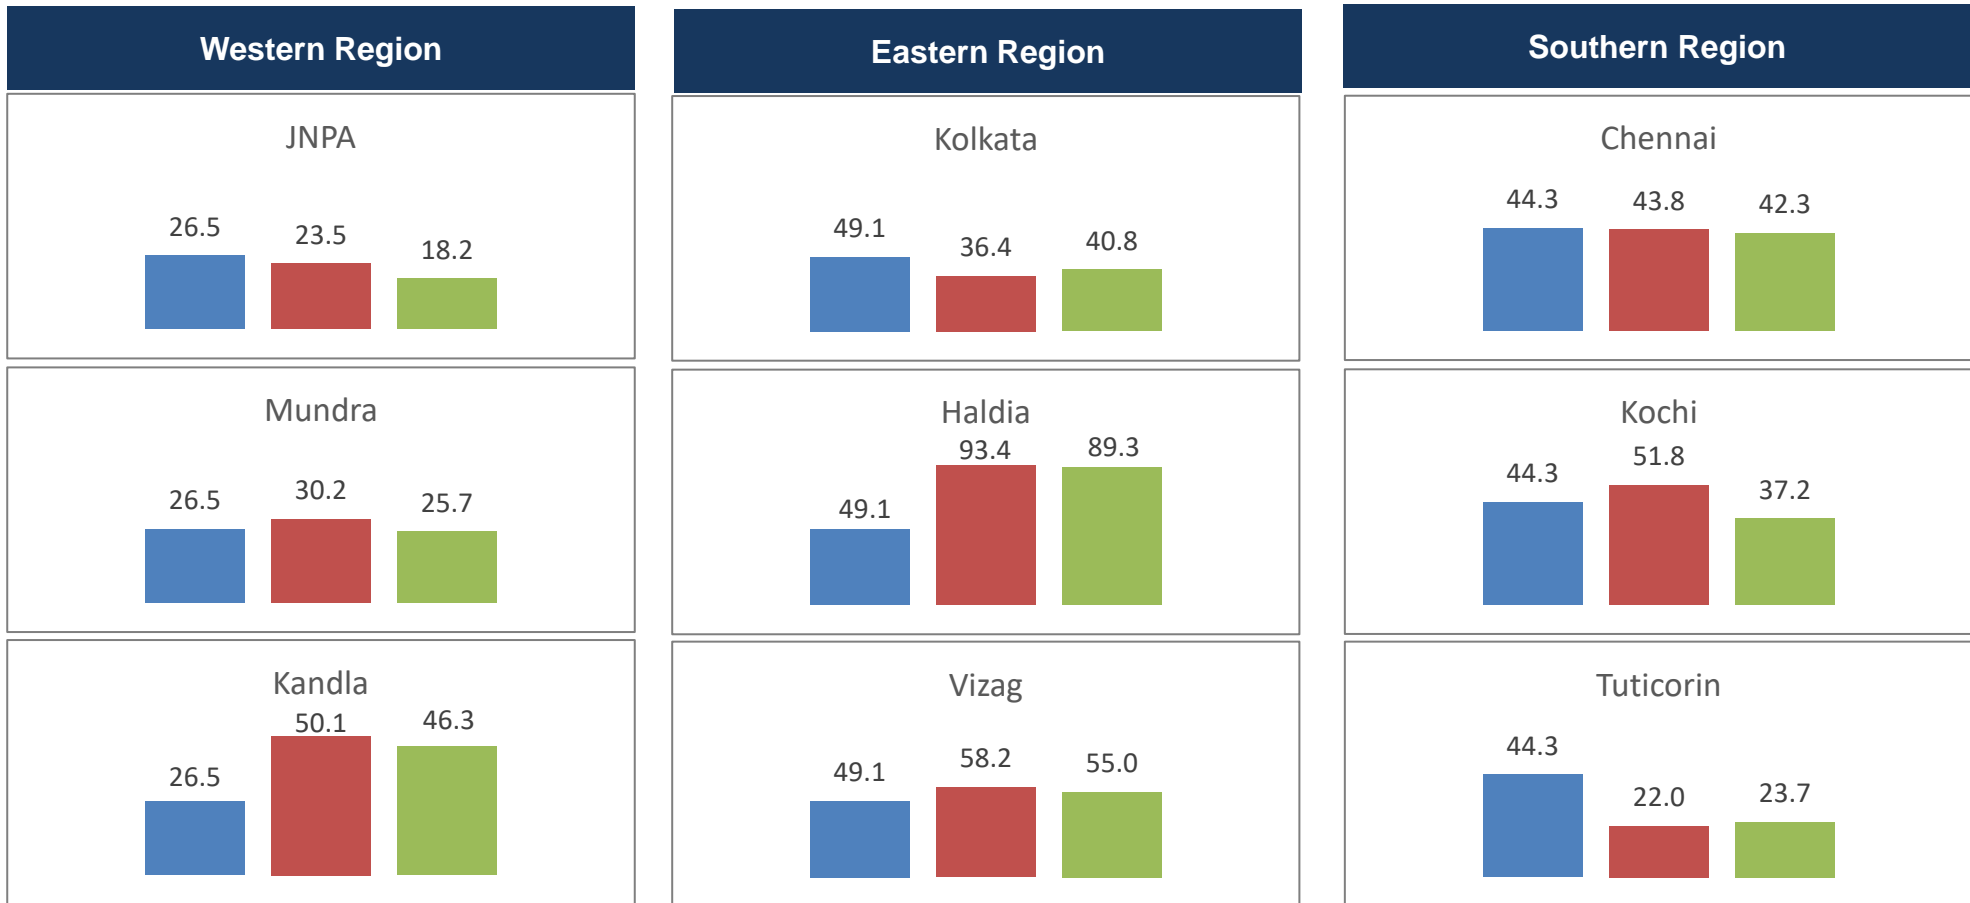 Western Region
JNPA
26.5 23.5 18.2
Mundra
26.5 30.2 25.7
Kandla
26.5 50.1 46.3
Eastern Region
Kolkata
49.1 36.4 40.8
Haldia
49.1 93.4 89.3
Vizag
49.1 58.2 55.0
Southern Region
Chennai
44.3 43.8 42.3
Kochi
44.3 51.8 37.2
Tuticorin
44.3 22.0 23.7